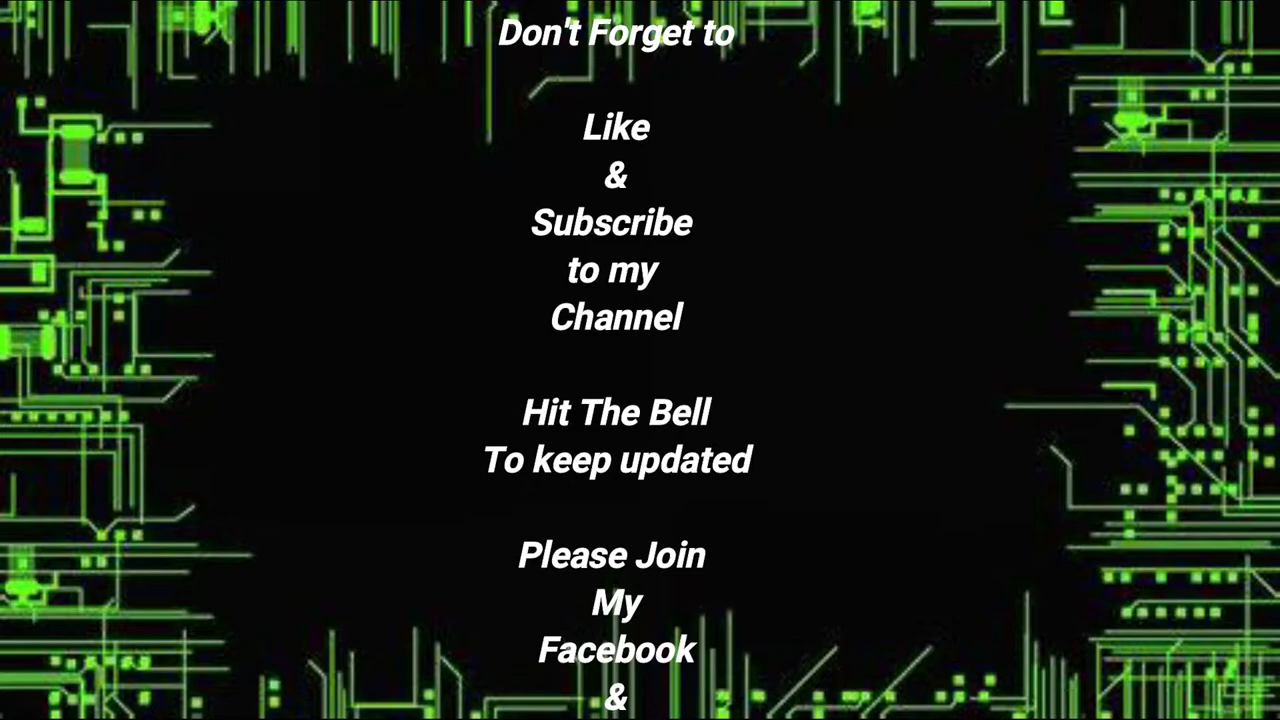 Don't Forget to
Like
&
Subscribe
to my
Channel
Hit The Bell
To keep updated
Please Join
My
Facebook
&